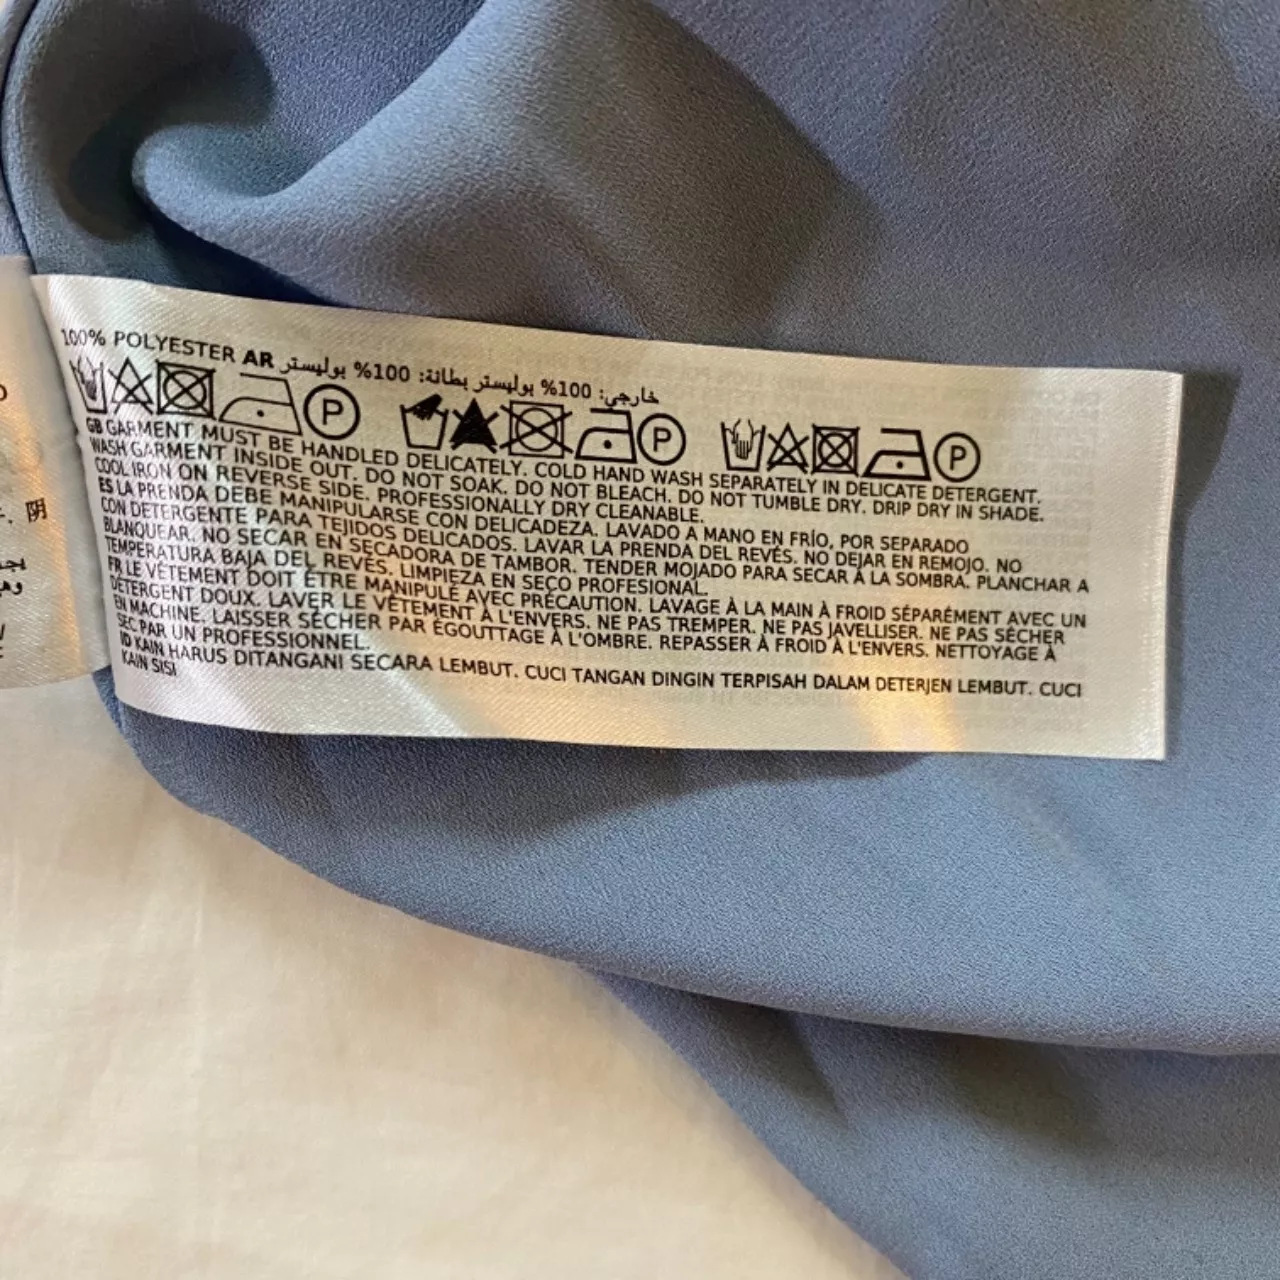 100% POLYESTER AR خارجي: 100% بوليستر بطانة: 100% بوليستر
P P P
GB GARMENT MUST BE HANDLED DELICATELY. COLD HAND WASH SEPARATELY IN DELICATE DETERGENT.
WASH GARMENT INSIDE OUT. DO NOT SOAK. DO NOT BLEACH. DO NOT TUMBLE DRY. DRIP DRY IN SHADE.
COOL IRON ON REVERSE SIDE. PROFESSIONALLY DRY CLEANABLE.
ES LA PRENDA DEBE MANIPULARSE CON DELICADEZA. LAVADO A MANO EN FRÍO, POR SEPARADO
CON DETERGENTE PARA TEJIDOS DELICADOS. LAVAR LA PRENDA DEL REVÉS. NO DEJAR EN REMOJO. NO
BLANQUEAR. NO SECAR EN SECADORA DE TAMBOR. TENDER MOJADO PARA SECAR A LA SOMBRA. PLANCHAR A
TEMPERATURA BAJA DEL REVÉS. LIMPIEZA EN SECO PROFESIONAL.
FR LE VÊTEMENT DOIT ÊTRE MANIPULÉ AVEC PRÉCAUTION. LAVAGE À LA MAIN À FROID SÉPARÉMENT AVEC UN
DÉTERGENT DOUX. LAVER LE VÊTEMENT À L'ENVERS. NE PAS TREMPER. NE PAS JAVELLISER. NE PAS SÉCHER
EN MACHINE. LAISSER SÉCHER PAR ÉGOUTTAGE À L'OMBRE. REPASSER À FROID À L'ENVERS. NETTOYAGE À
SEC PAR UN PROFESSIONNEL.
ID KAIN HARUS DITANGANI SECARA LEMBUT. CUCI TANGAN DINGIN TERPISAH DALAM DETERJEN LEMBUT. CUCI
KAIN SISI